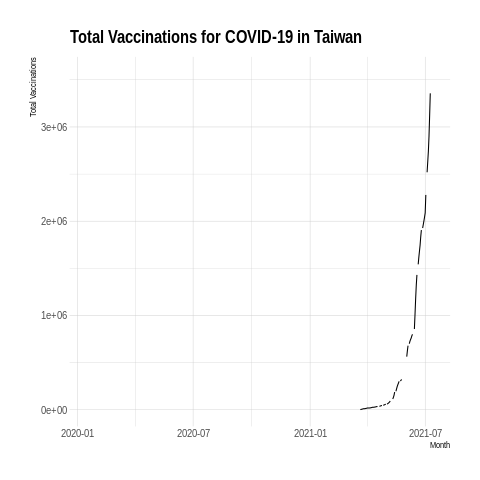 Total Vaccinations for COVID-19 in Taiwan
Total Vaccinations
3e+06
2e+06
1e+06
0e+00
2020-01 2020-07 2021-01 2021-07
Month